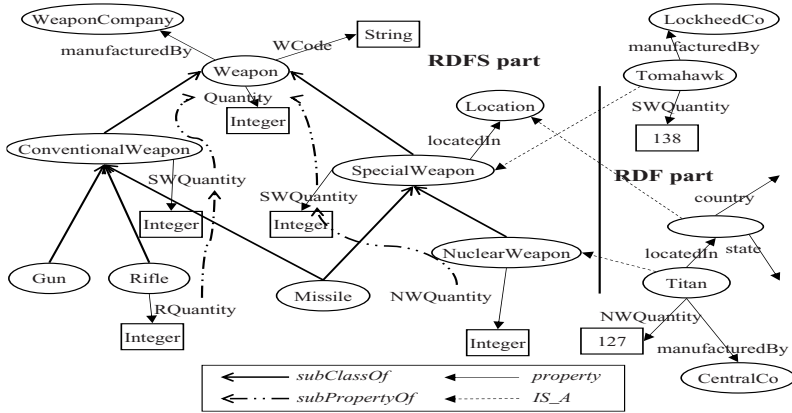 WeaponCompany
LockheedCo
manufacturedBy
WCode
String
manufacturedBy
Weapon
RDFS part
Tomahawk
Quantity
SWQuantity
Integer
Location
138
ConventionalWeapon
locatedIn
SWQuantity
SWQuantity
SpecialWeapon
RDF part
country
Integer
Integer
NuclearWeapon
locatedIn
state
Gun
Rifle
Missile
NWQuantity
Titan
RQuantity
NWQuantity
Integer
Integer
127
manufacturedBy
subClassOf
property
subPropertyOf
IS_A
CentralCo